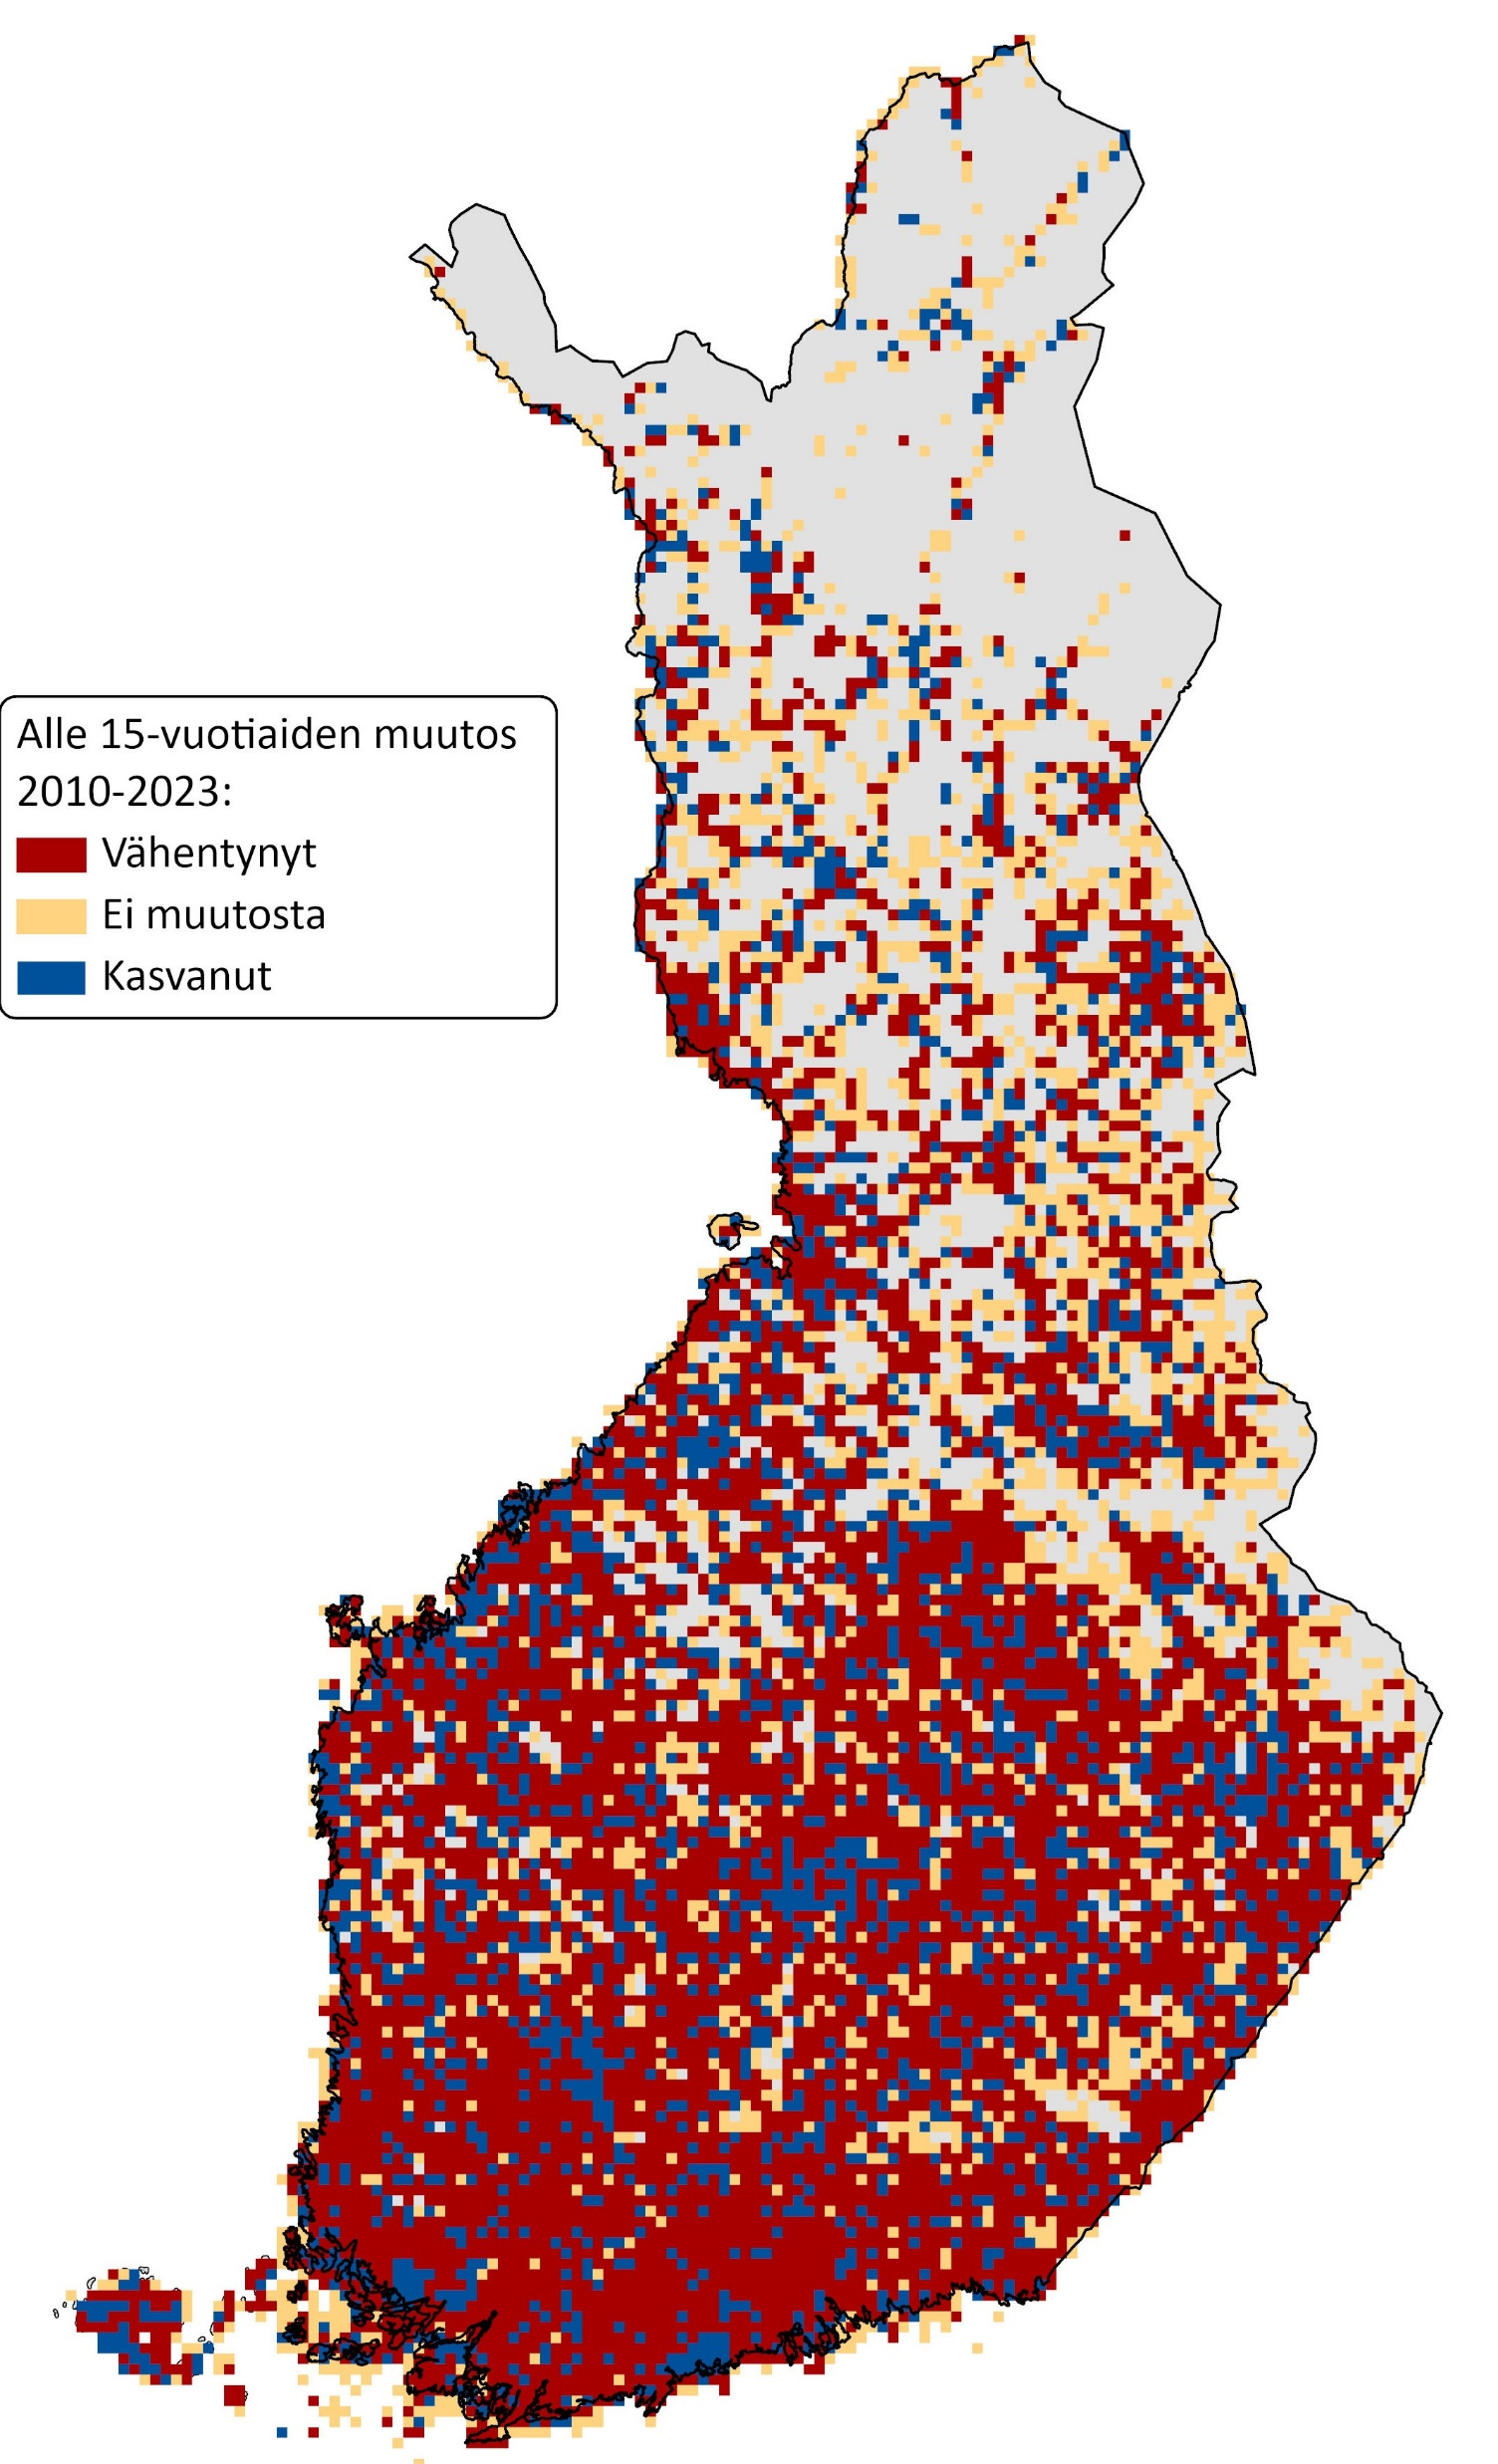 Alle 15-vuotiaiden muutos
2010-2023:
Vähentynyt
Ei muutosta
Kasvanut